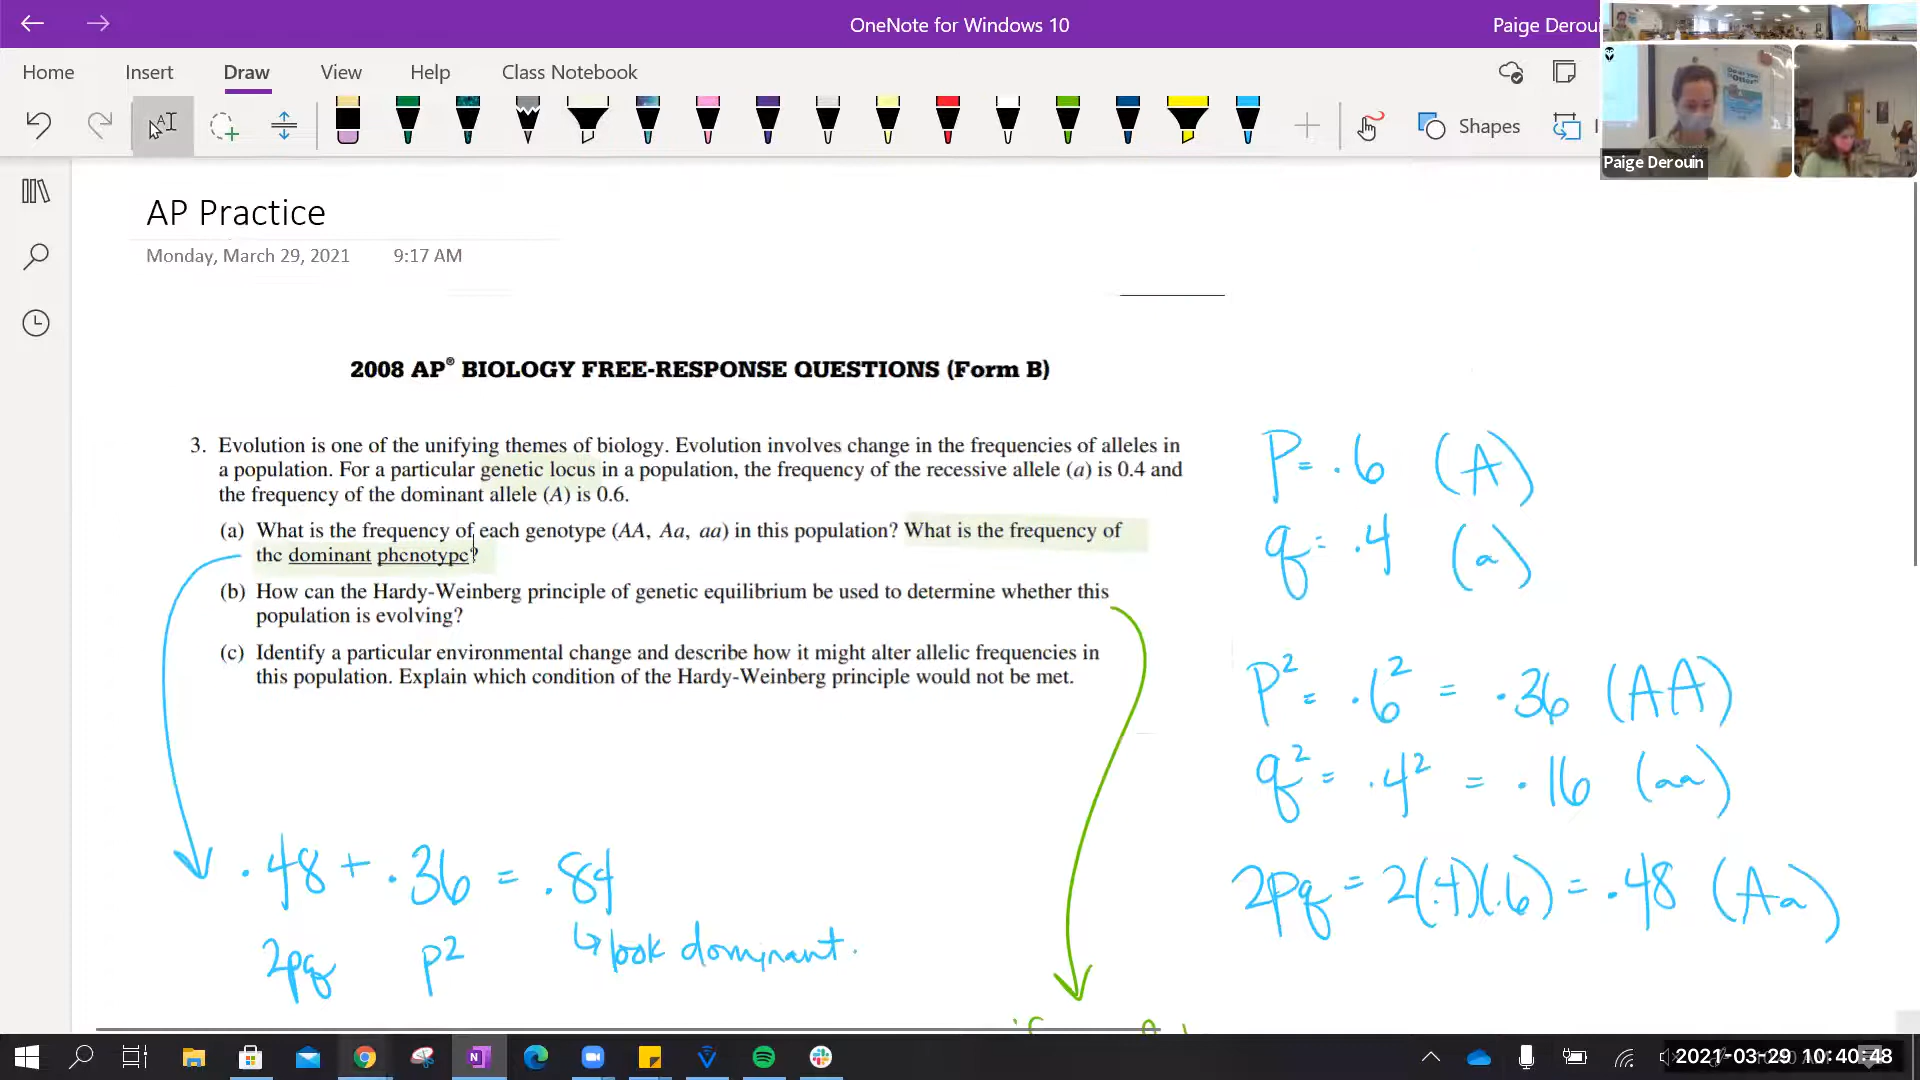 OneNote for Windows 10
Paige Derouin
Home Insert Draw View Help Class Notebook
Shapes
Paige Derouin
AP Practice
Monday, March 29, 2021 9:17 AM
2008 AP® BIOLOGY FREE-RESPONSE QUESTIONS (Form B)
3. Evolution is one of the unifying themes of biology. Evolution involves change in the frequencies of alleles in
a population. For a particular genetic locus in a population, the frequency of the recessive allele (a) is 0.4 and
the frequency of the dominant allele (A) is 0.6.
(a) What is the frequency of each genotype (AA, Aa, aa) in this population? What is the frequency of
the dominant phenotype?
(b) How can the Hardy-Weinberg principle of genetic equilibrium be used to determine whether this
population is evolving?
(c) Identify a particular environmental change and describe how it might alter allelic frequencies in
this population. Explain which condition of the Hardy-Weinberg principle would not be met.
P = .6 (A)
q = .4 (a)
P² = .6² = .36 (AA)
q² = .4² = .16 (aa)
2pq = 2(.4)(.6) = .48 (Aa)
.48 + .36 = .84
2pq p²
↳ look dominant.
2021-03-29 10:40:48